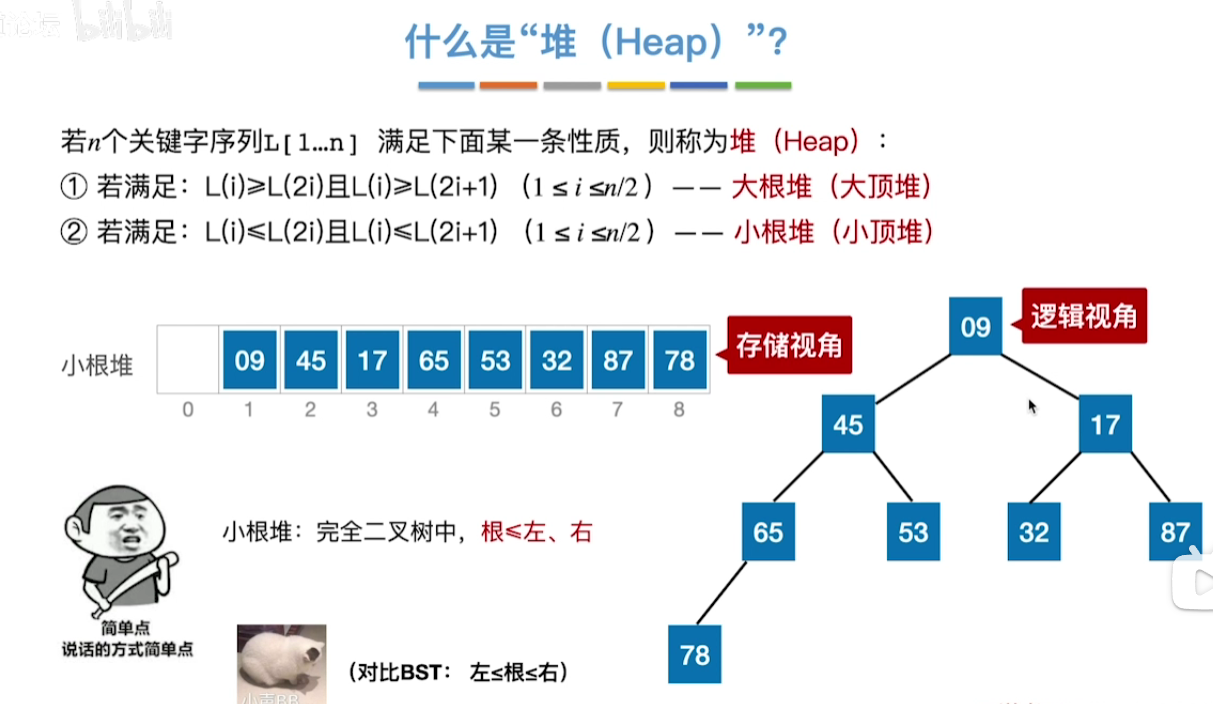 bilibili
什么是“堆（Heap）”？
若n个关键字序列L[1…n] 满足下面某一条性质，则称为堆（Heap）：
① 若满足：L(i)≥L(2i)且L(i)≥L(2i+1)（1 ≤ i ≤n/2 ）—— 大根堆（大顶堆）
② 若满足：L(i)≤L(2i)且L(i)≤L(2i+1)（1 ≤ i ≤n/2 ）—— 小根堆（小顶堆）
小根堆
09 45 17 65 53 32 87 78
0 1 2 3 4 5 6 7 8
存储视角
逻辑视角
09
45 17
65 53 32 87
78
小根堆：完全二叉树中，根≤左、右
简单点
说话的方式简单点
小声BB
（对比BST： 左≤根≤右）